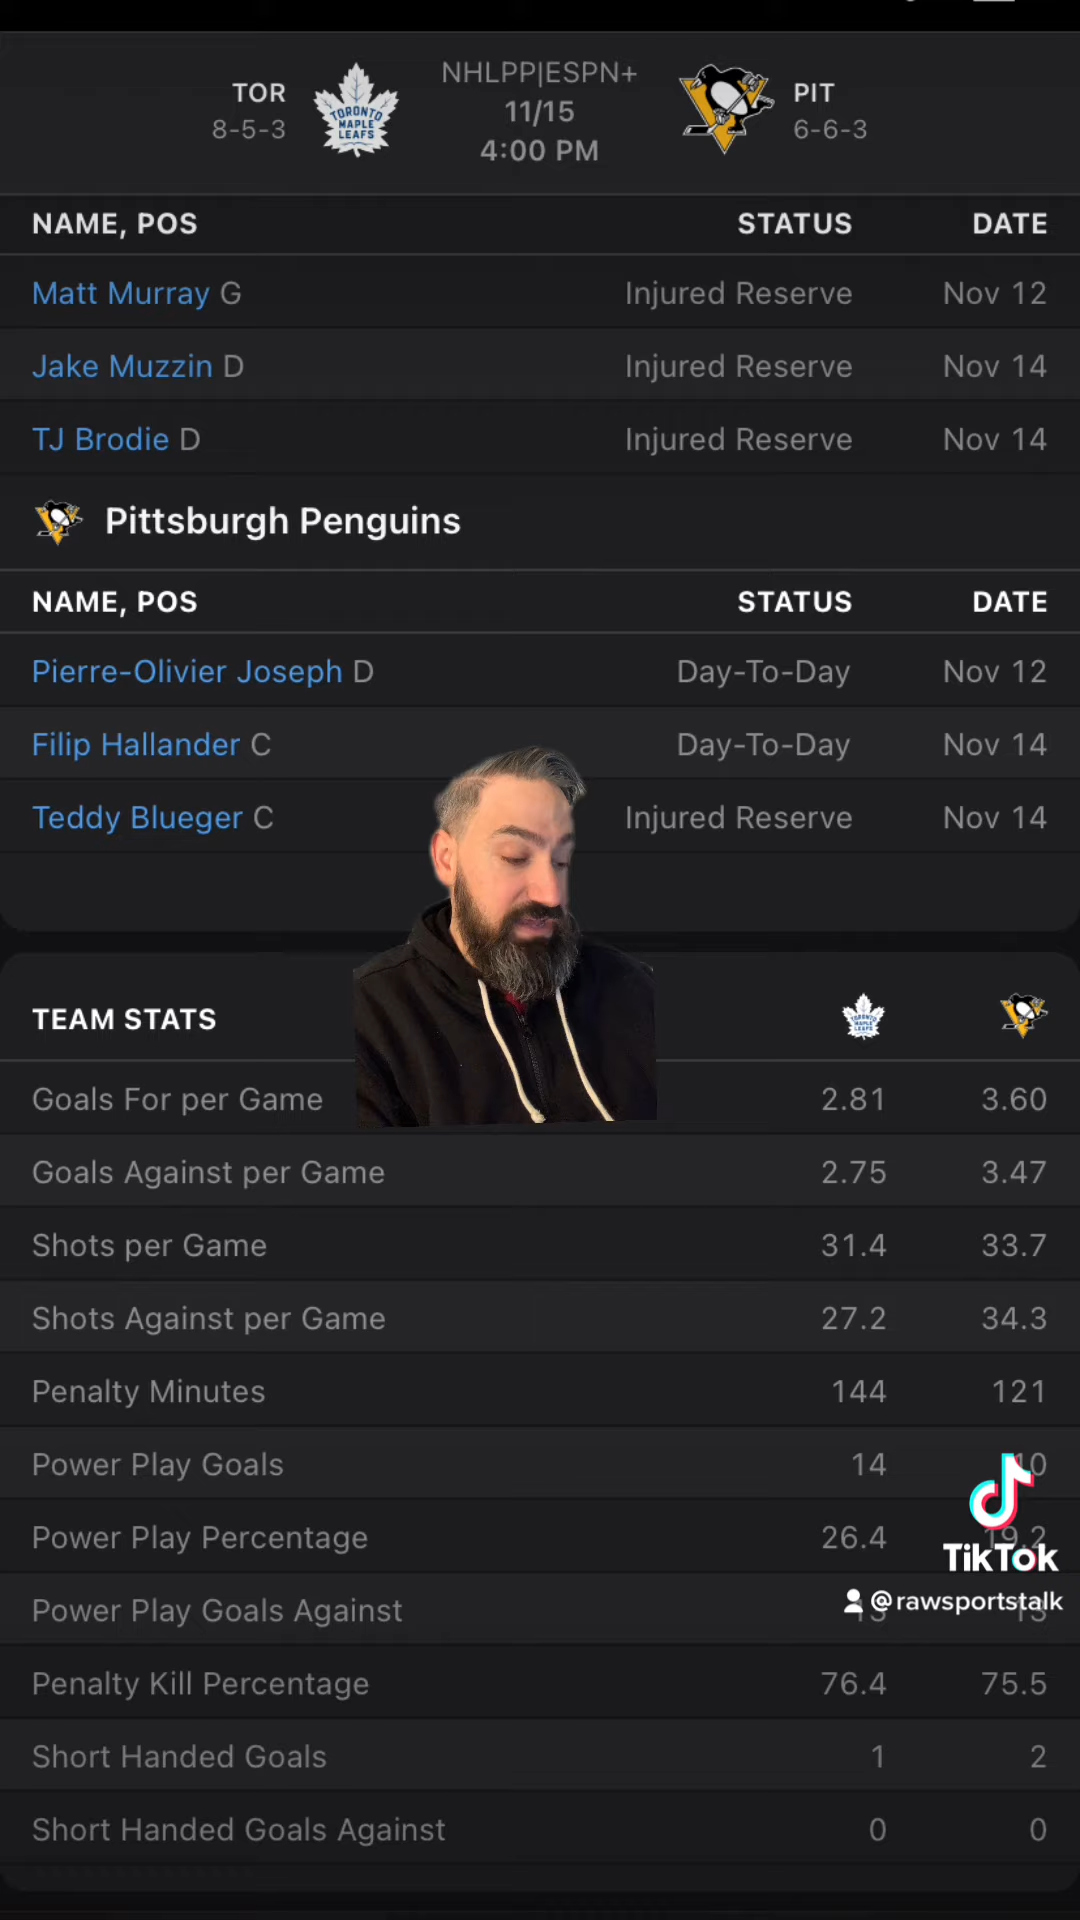 NHLPP|ESPN+
TOR
8-5-3
TORONTO
MAPLE
LEAFS
11/15
4:00 PM
PIT
6-6-3
NAME, POS STATUS DATE
Matt Murray G Injured Reserve Nov 12
Jake Muzzin D Injured Reserve Nov 14
TJ Brodie D Injured Reserve Nov 14
Pittsburgh Penguins
NAME, POS STATUS DATE
Pierre-Olivier Joseph D Day-To-Day Nov 12
Filip Hallander C Day-To-Day Nov 14
Teddy Blueger C Injured Reserve Nov 14
TEAM STATS
Goals For per Game 2.81 3.60
Goals Against per Game 2.75 3.47
Shots per Game 31.4 33.7
Shots Against per Game 27.2 34.3
Penalty Minutes 144 121
Power Play Goals 14 10
Power Play Percentage 26.4 19.2
TikTok
Power Play Goals Against
@rawsportstalk
Penalty Kill Percentage 76.4 75.5
Short Handed Goals 1 2
Short Handed Goals Against 0 0